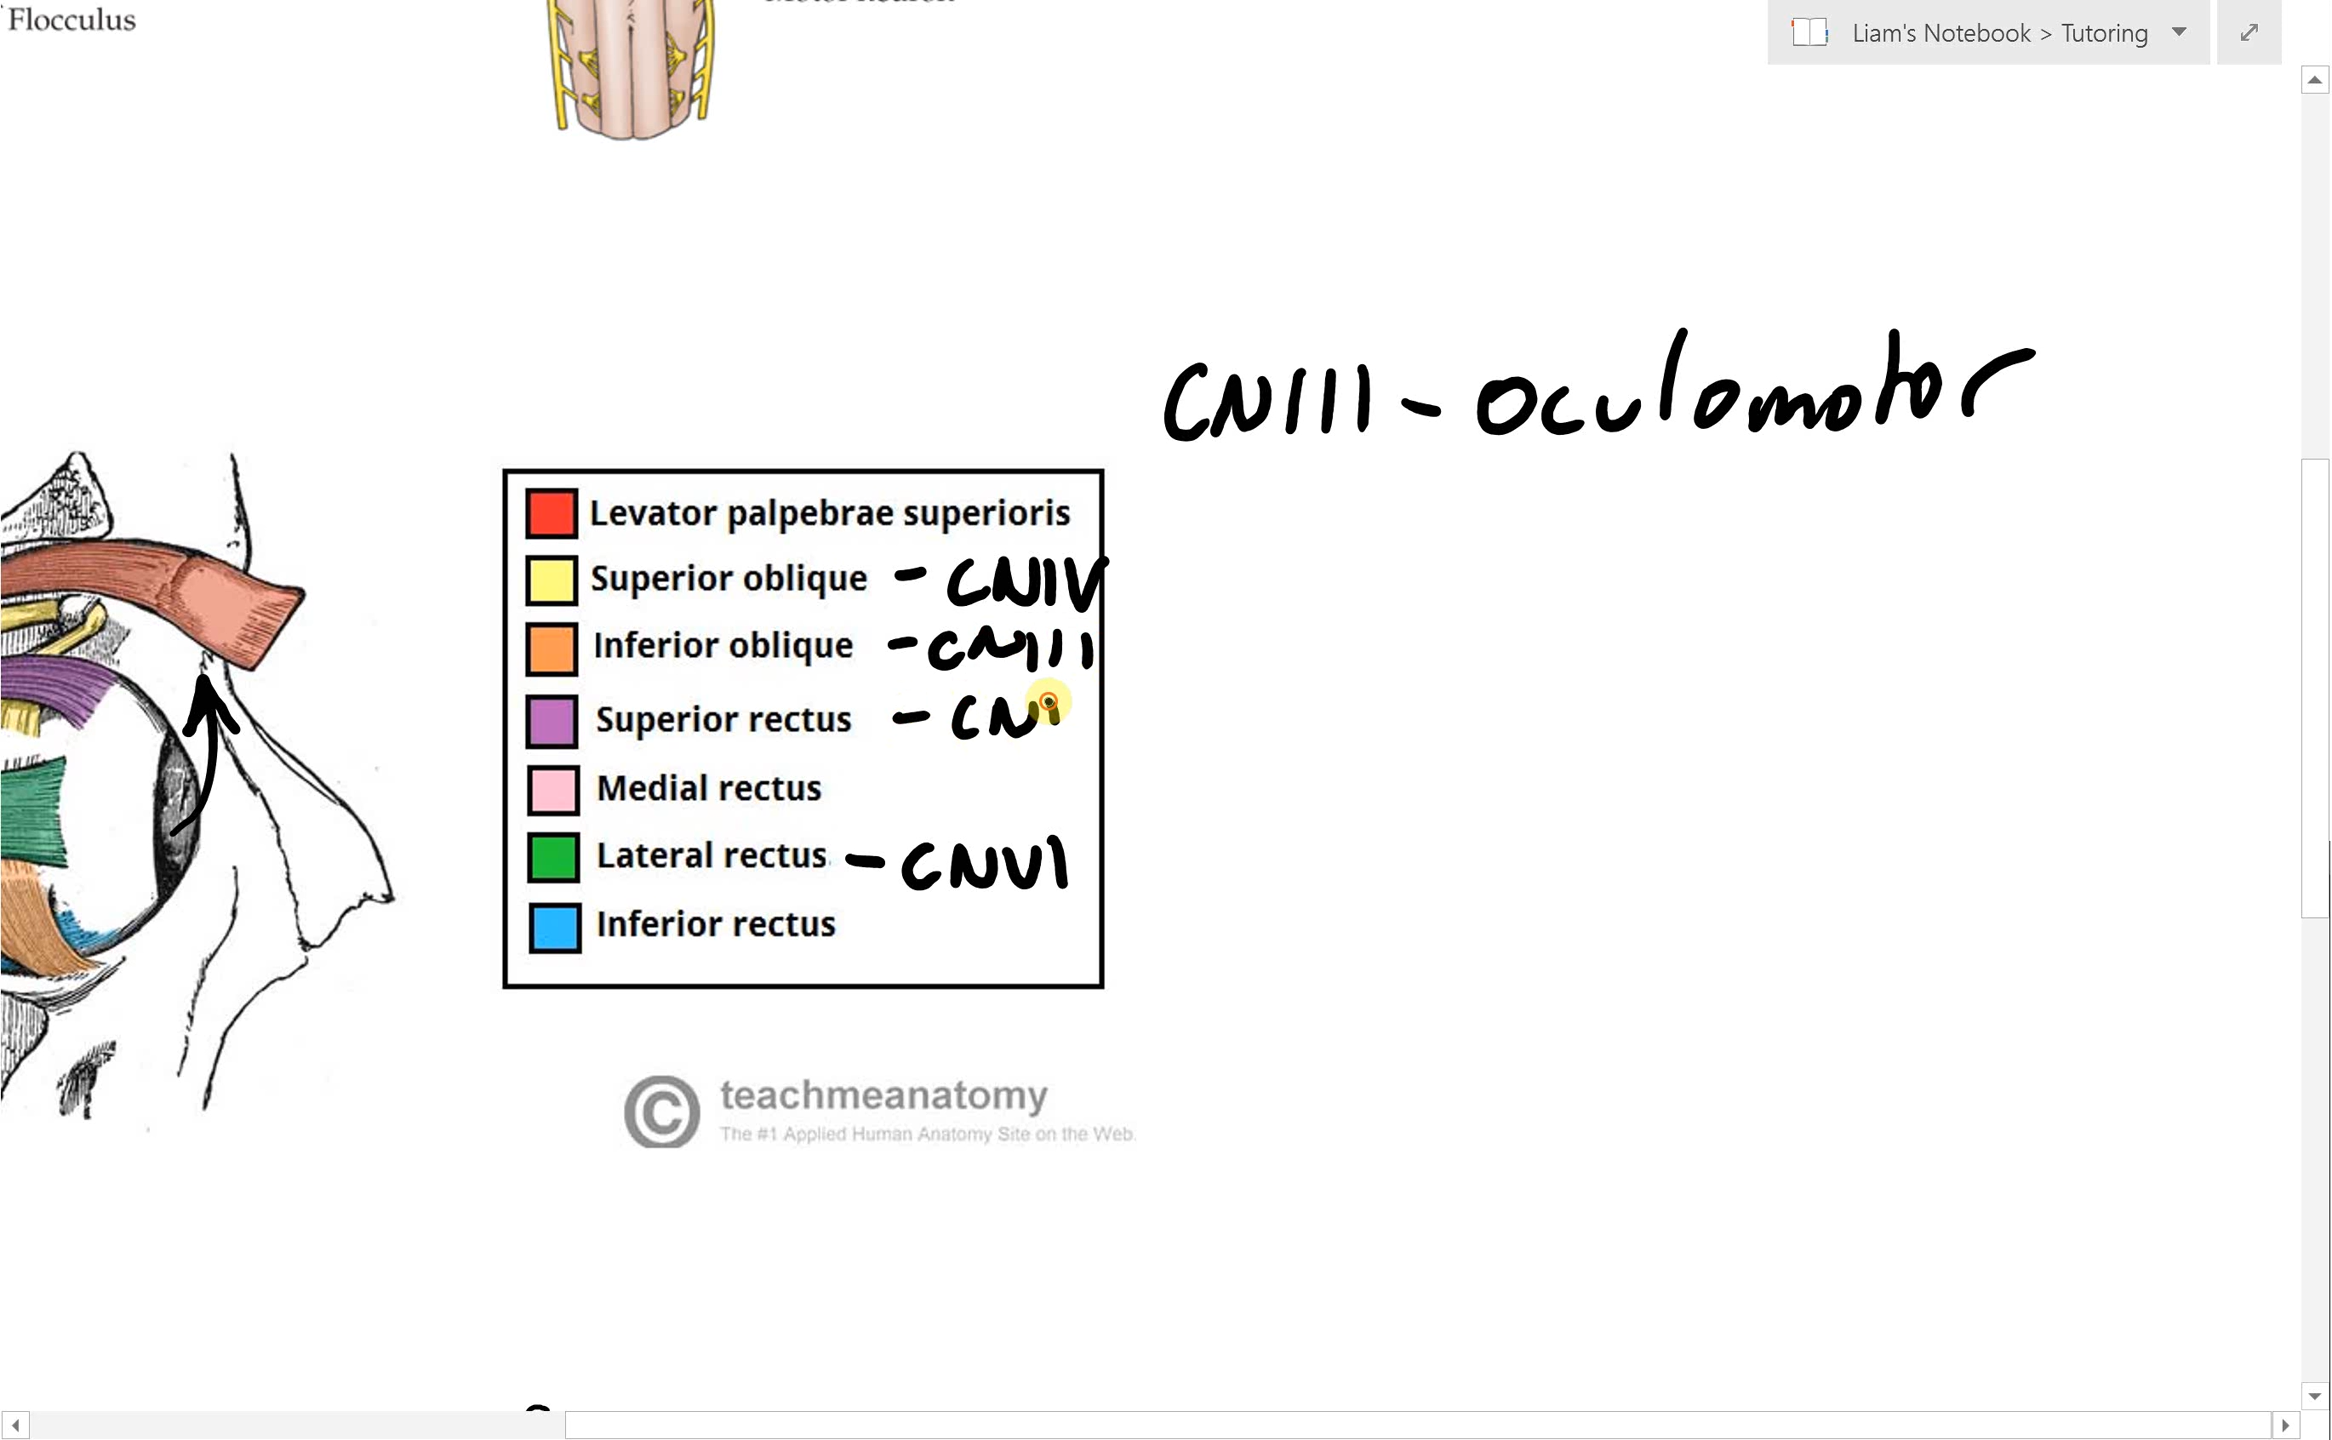 Flocculus
Liam's Notebook > Tutoring
CNIII - oculomotor
Levator palpebrae superioris
Superior oblique - CNIV
Inferior oblique - CNIII
Superior rectus - CNI
Medial rectus
Lateral rectus - CNVI
Inferior rectus
© teachmeanatomy
The #1 Applied Human Anatomy Site on the Web.